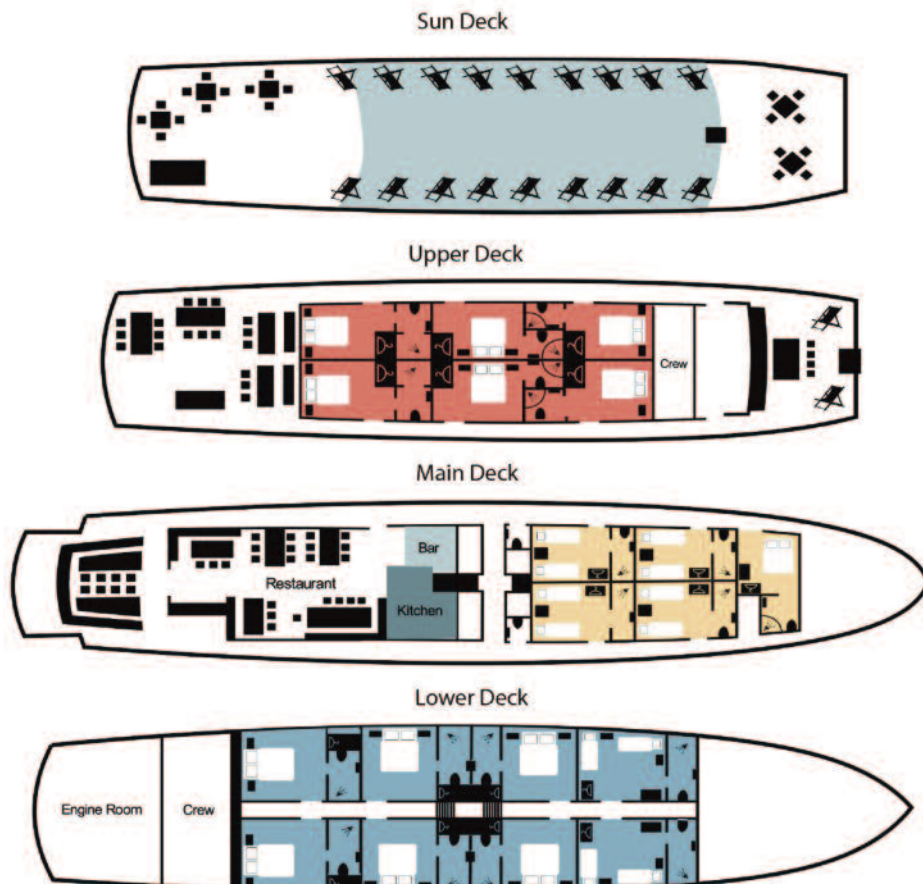 Sun Deck
Upper Deck
Crew
Main Deck
Bar
Restaurant
Kitchen
Lower Deck
Engine Room
Crew